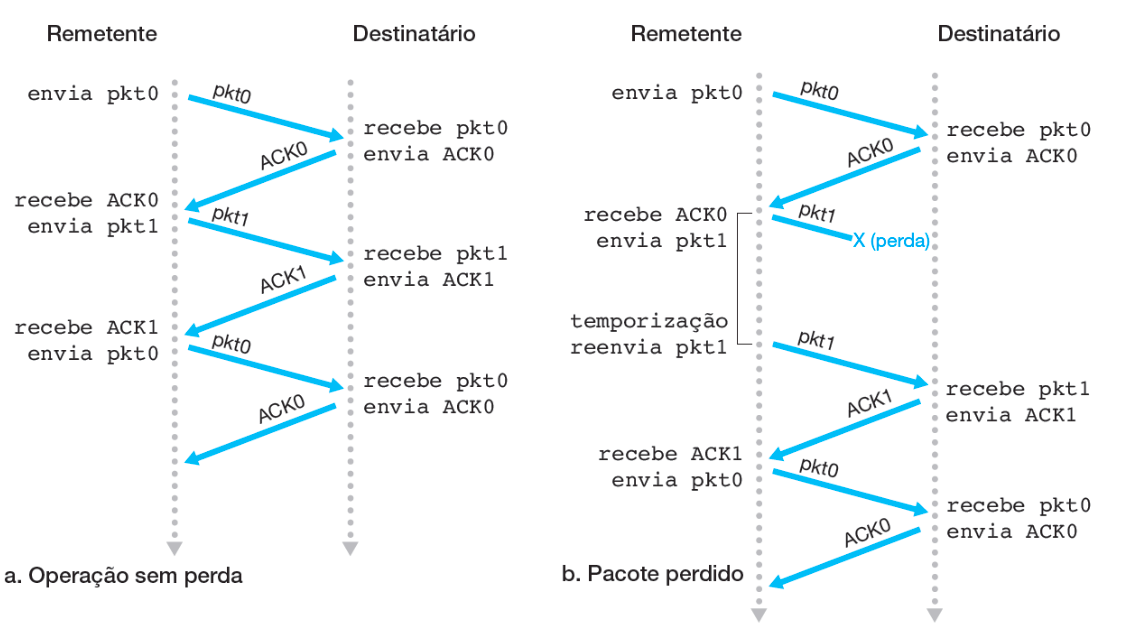 Remetente
Destinatário
envia pkt0
pkt0
recebe pkt0
envia ACK0
ACK0
recebe ACK0
envia pkt1
pkt1
recebe pkt1
envia ACK1
ACK1
recebe ACK1
envia pkt0
pkt0
recebe pkt0
envia ACK0
ACK0
a. Operação sem perda
Remetente
Destinatário
envia pkt0
pkt0
recebe pkt0
envia ACK0
ACK0
recebe ACK0
envia pkt1
pkt1
X (perda)
temporização
reenvia pkt1
pkt1
recebe pkt1
envia ACK1
ACK1
recebe ACK1
envia pkt0
pkt0
recebe pkt0
envia ACK0
ACK0
b. Pacote perdido